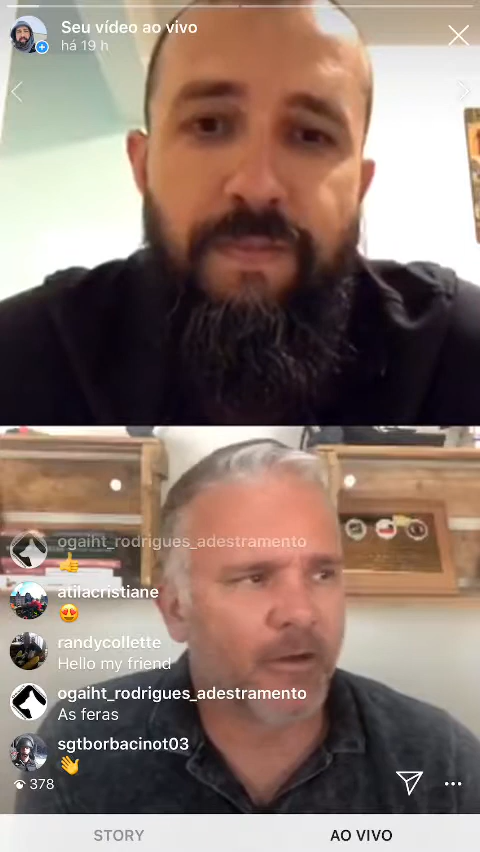 Seu vídeo ao vivo
há 19 h
ogaiht_rodrigues_adestramento
👍
atilacristiane
😍
randycollette
Hello my friend
ogaiht_rodrigues_adestramento
As feras
sgtborbacinot03
👋
378
STORY
AO VIVO